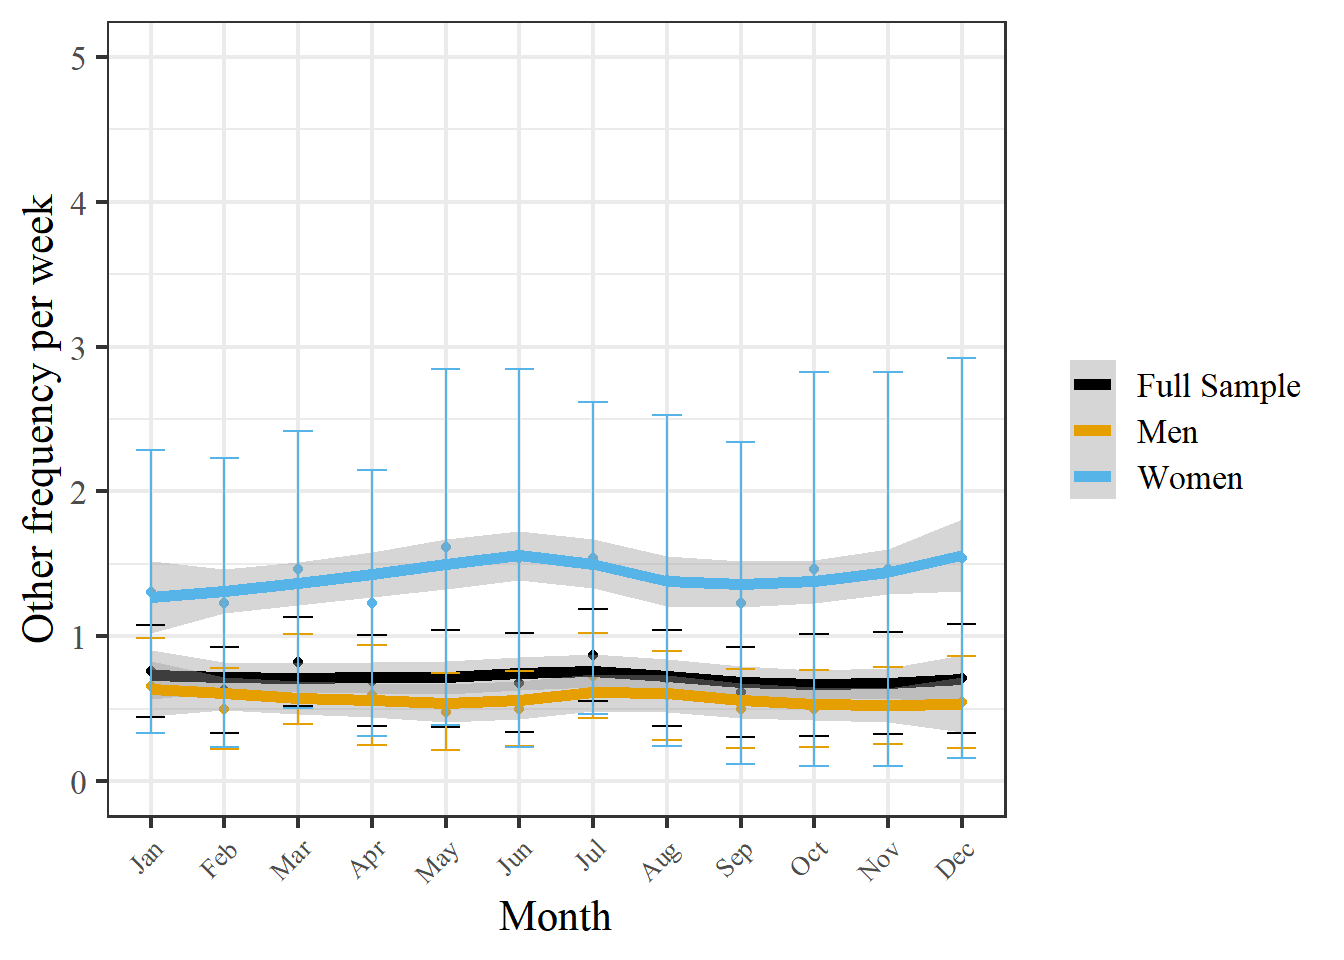 Other frequency per week
5
4
3
2
1
0
Jan
Feb
Mar
Apr
May
Jun
Jul
Aug
Sep
Oct
Nov
Dec
Month
Full Sample
Men
Women